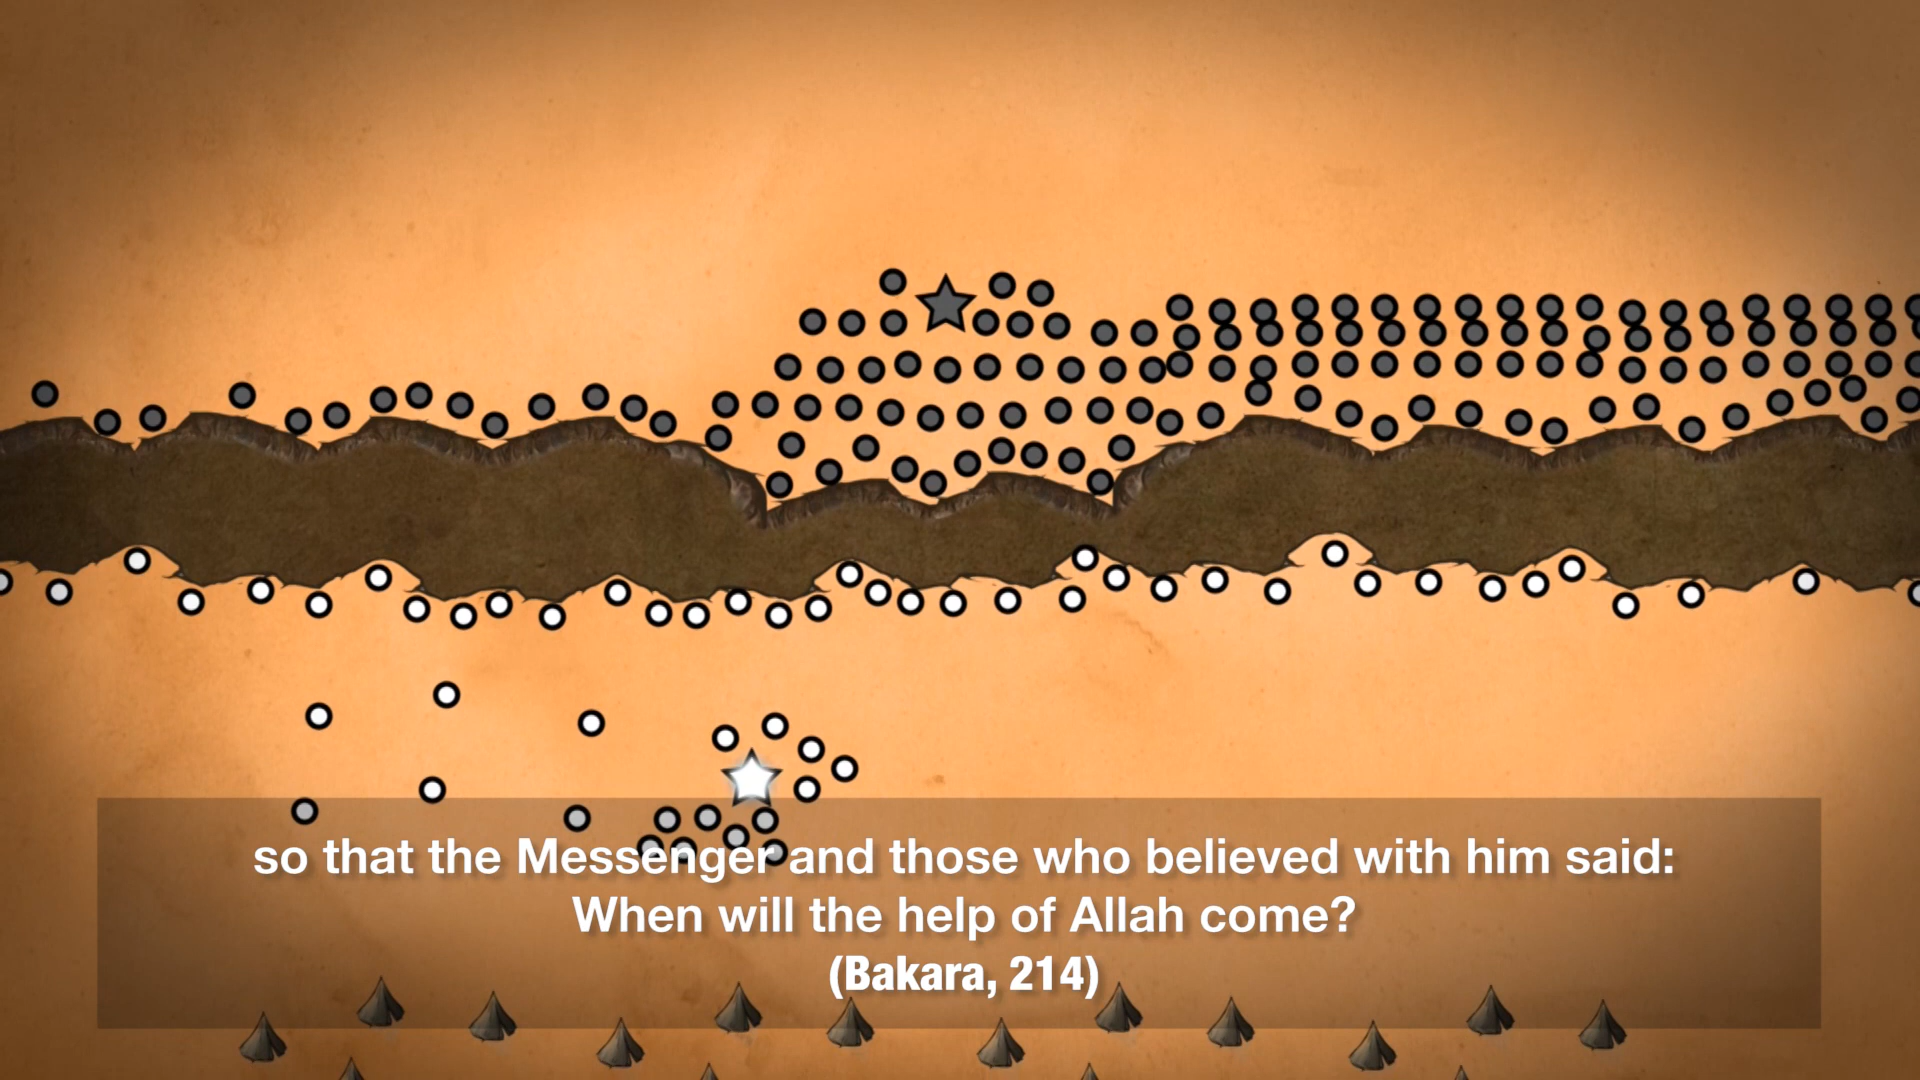 so that the Messenger and those who believed with him said:
When will the help of Allah come?
(Bakara, 214)